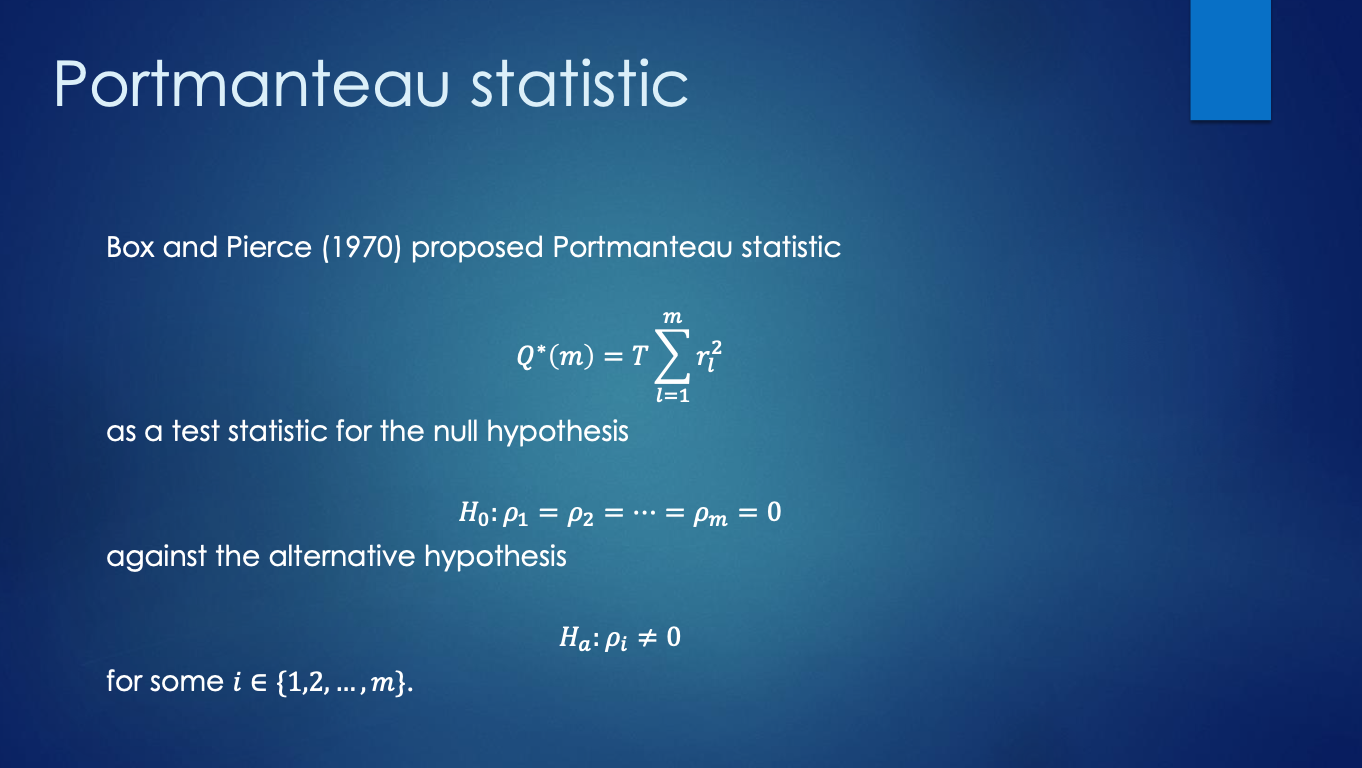 Portmanteau statistic
Box and Pierce (1970) proposed Portmanteau statistic
$Q^*(m) = T \sum_{l=1}^{m} r_l^2$
as a test statistic for the null hypothesis
$H_0: \rho_1 = \rho_2 = \cdots = \rho_m = 0$
against the alternative hypothesis
$H_a: \rho_i \neq 0$
for some $i \in \{1,2,\ldots,m\}$.